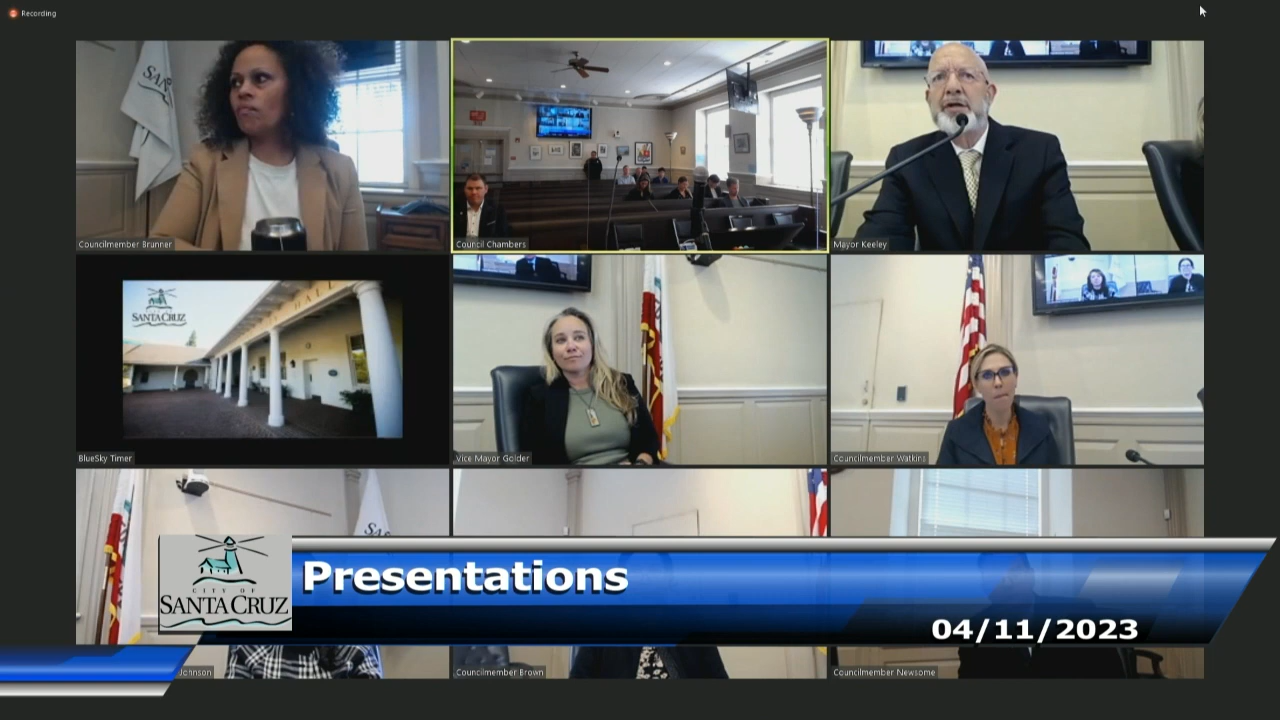 Recording
SAN
Councilmember Brunner
Council Chambers
Mayor Keeley
HALL
SANTA CRUZ
BlueSky Timer
Vice Mayor Golder
Councilmember Watkins
Presentations
CITY OF
SANTA CRUZ
04/11/2023
Johnson
Councilmember Brown
Councilmember Newsome